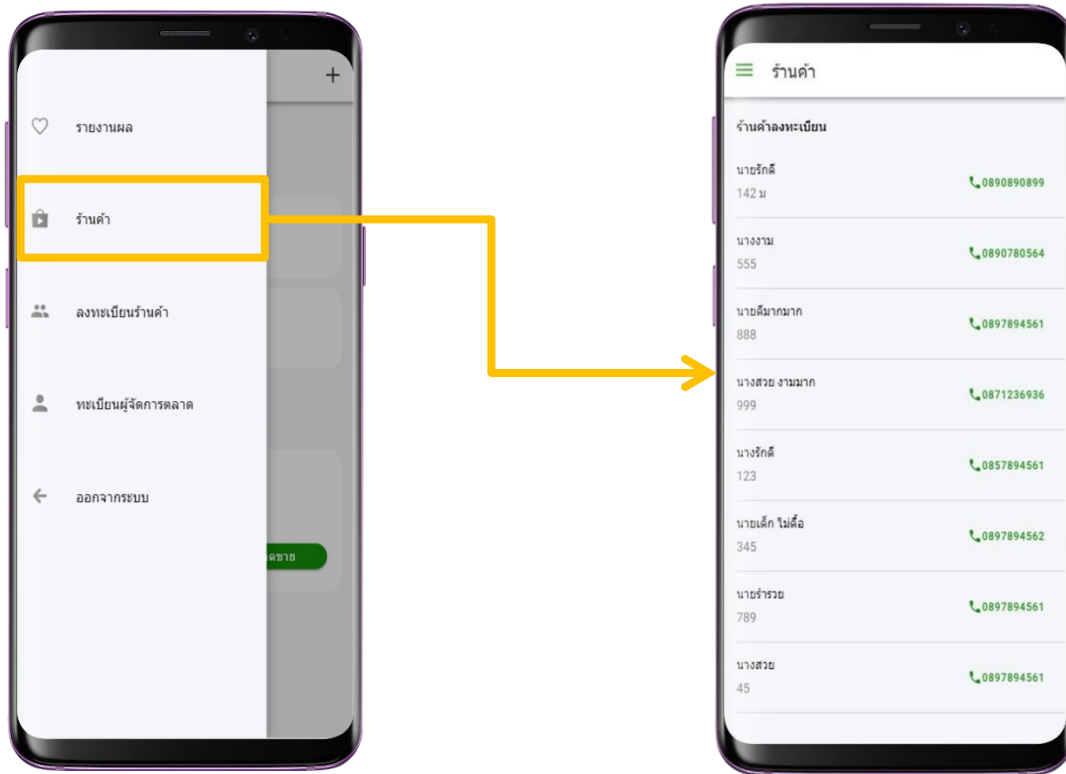 +
รายงานผล
ร้านค้า
ลงทะเบียนร้านค้า
ทะเบียนผู้จัดการตลาด
ออกจากระบบ
ดขาย
ร้านค้า
ร้านค้าลงทะเบียน
นายรักดี
142 ม
0890890899
นางงาม
555
0890780564
นายดีมากมาก
888
0897894561
นางสวย งามมาก
999
0871236936
นางรักดี
123
0857894561
นายเด็ก ไม่ดื้อ
345
0897894562
นายร่ำรวย
789
0897894561
นางสวย
45
0897894561